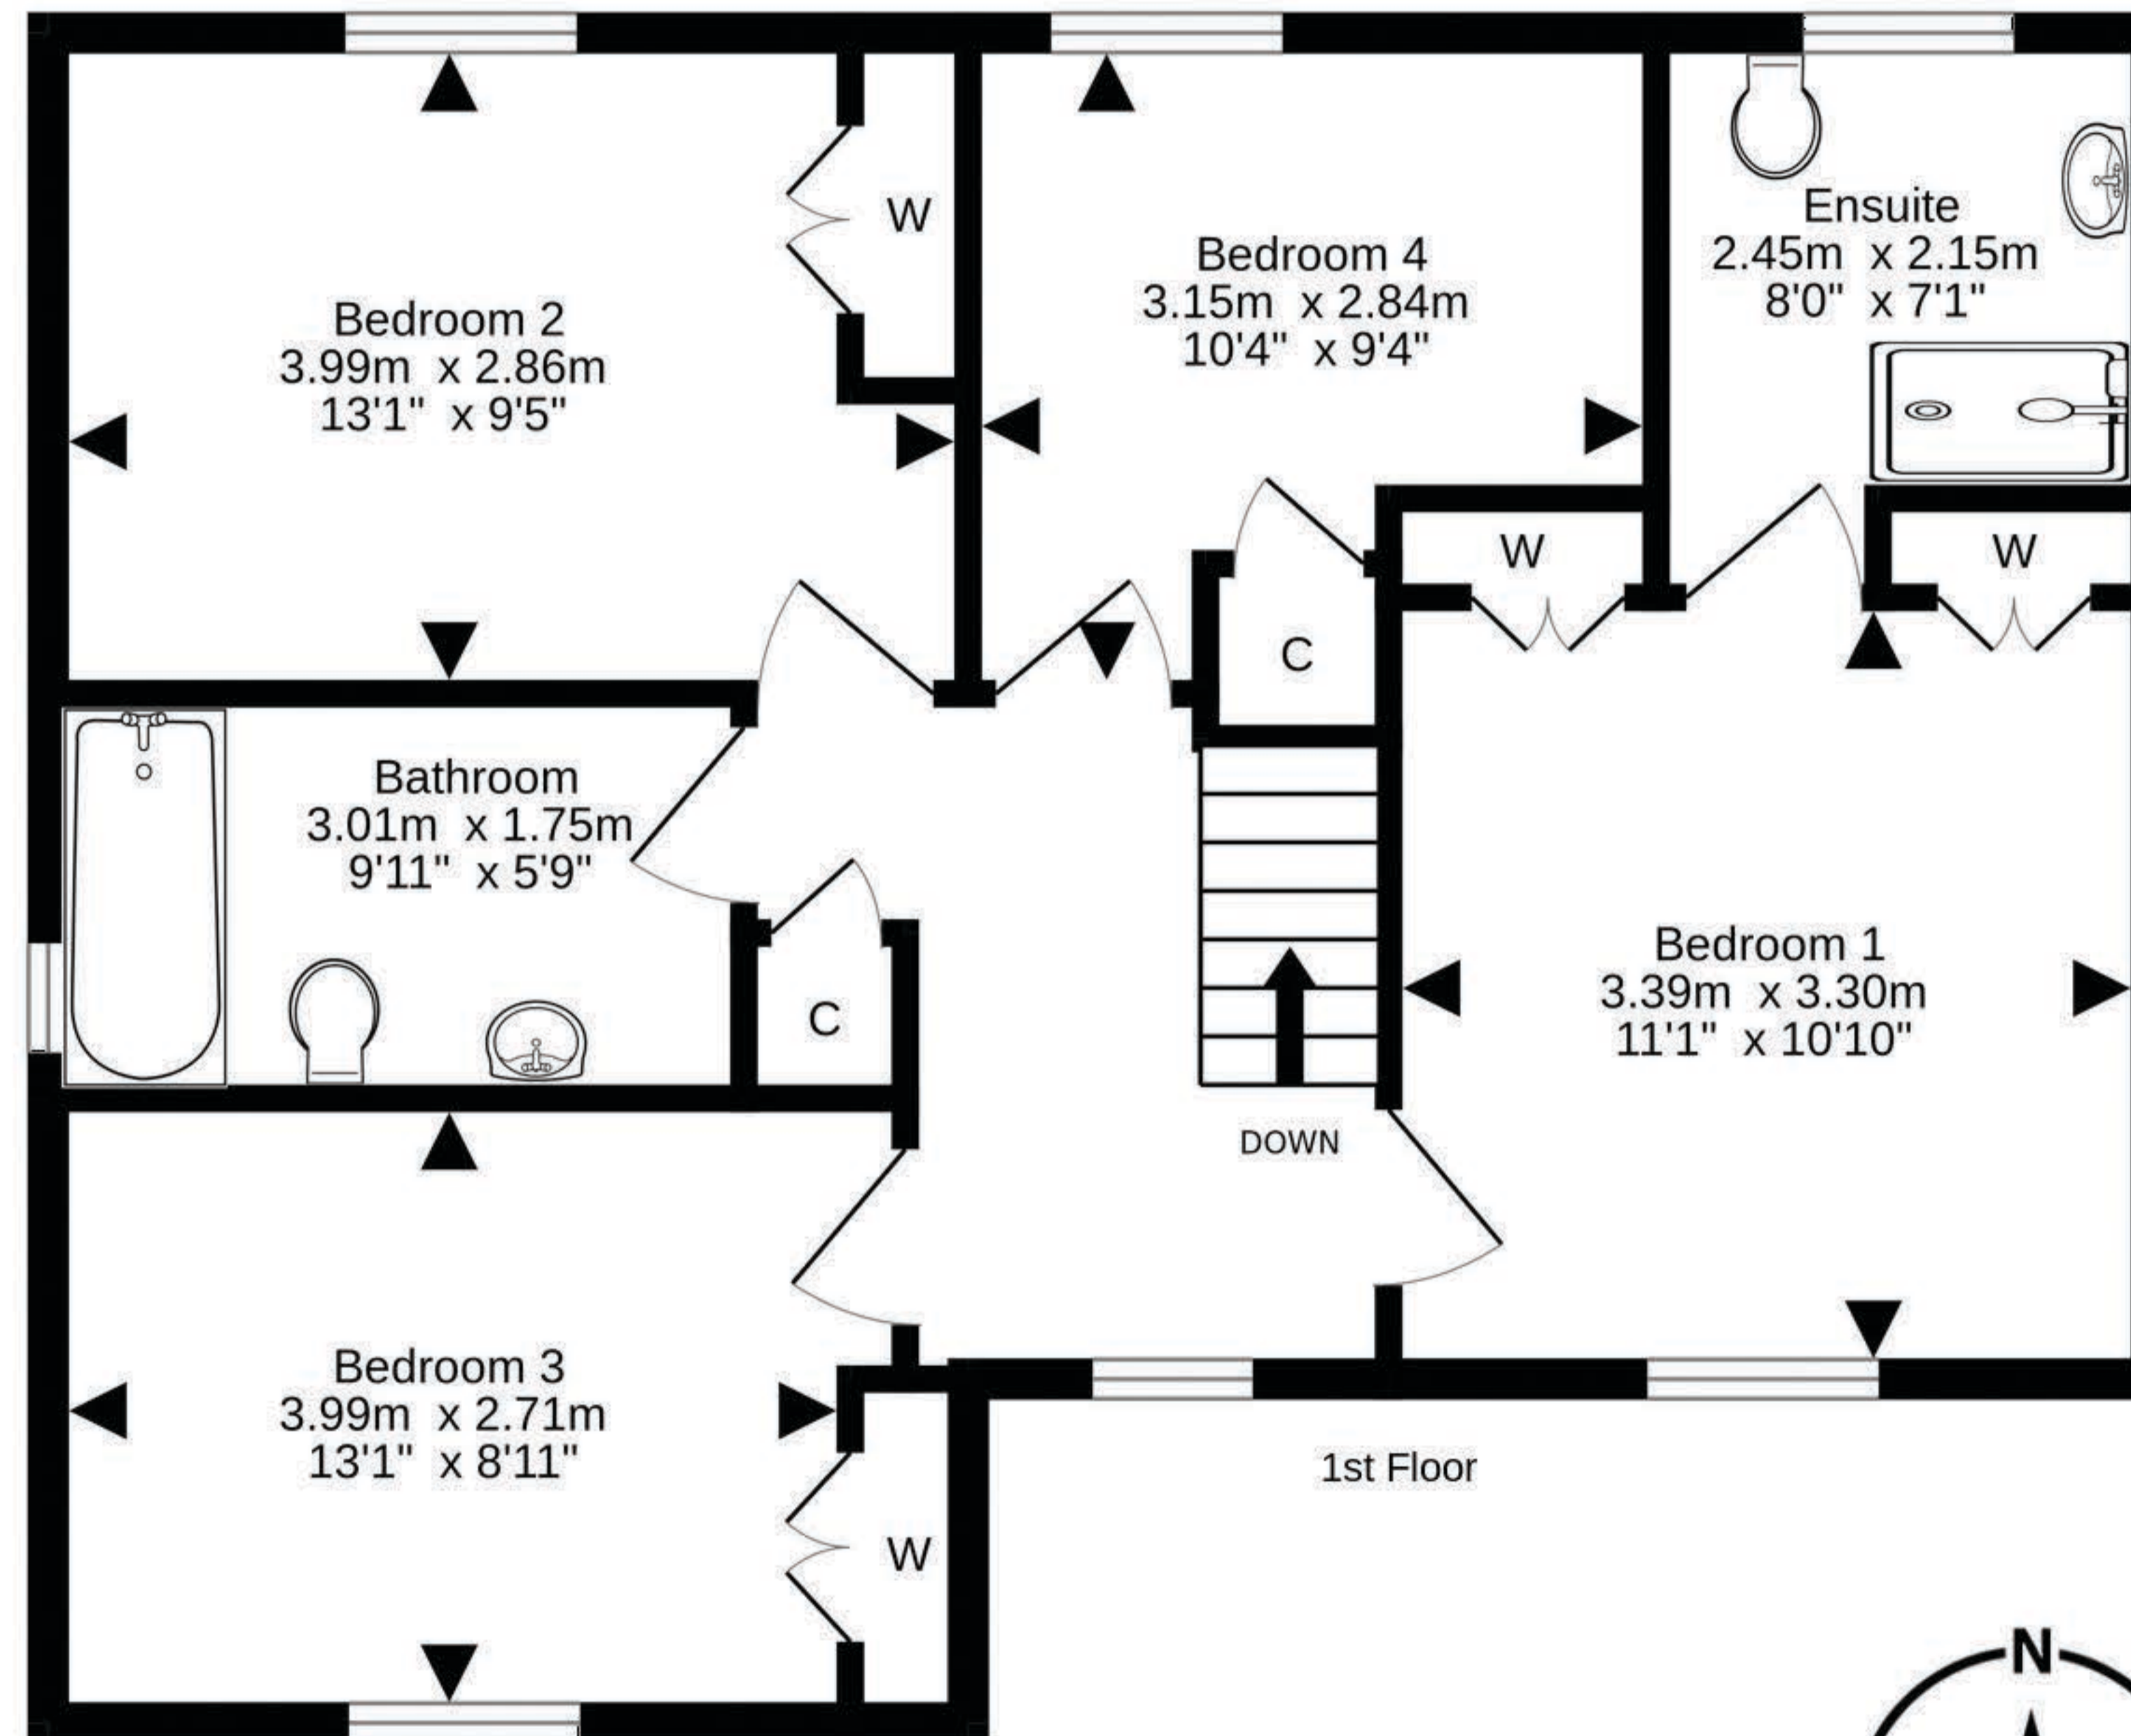 W
Bedroom 2
3.99m x 2.86m
13'1" x 9'5"
Bedroom 4
3.15m x 2.84m
10'4" x 9'4"
Ensuite
2.45m x 2.15m
8'0" x 7'1"
W
W
C
Bathroom
3.01m x 1.75m
9'11" x 5'9"
C
Bedroom 1
3.39m x 3.30m
11'1" x 10'10"
DOWN
Bedroom 3
3.99m x 2.71m
13'1" x 8'11"
W
1st Floor
N